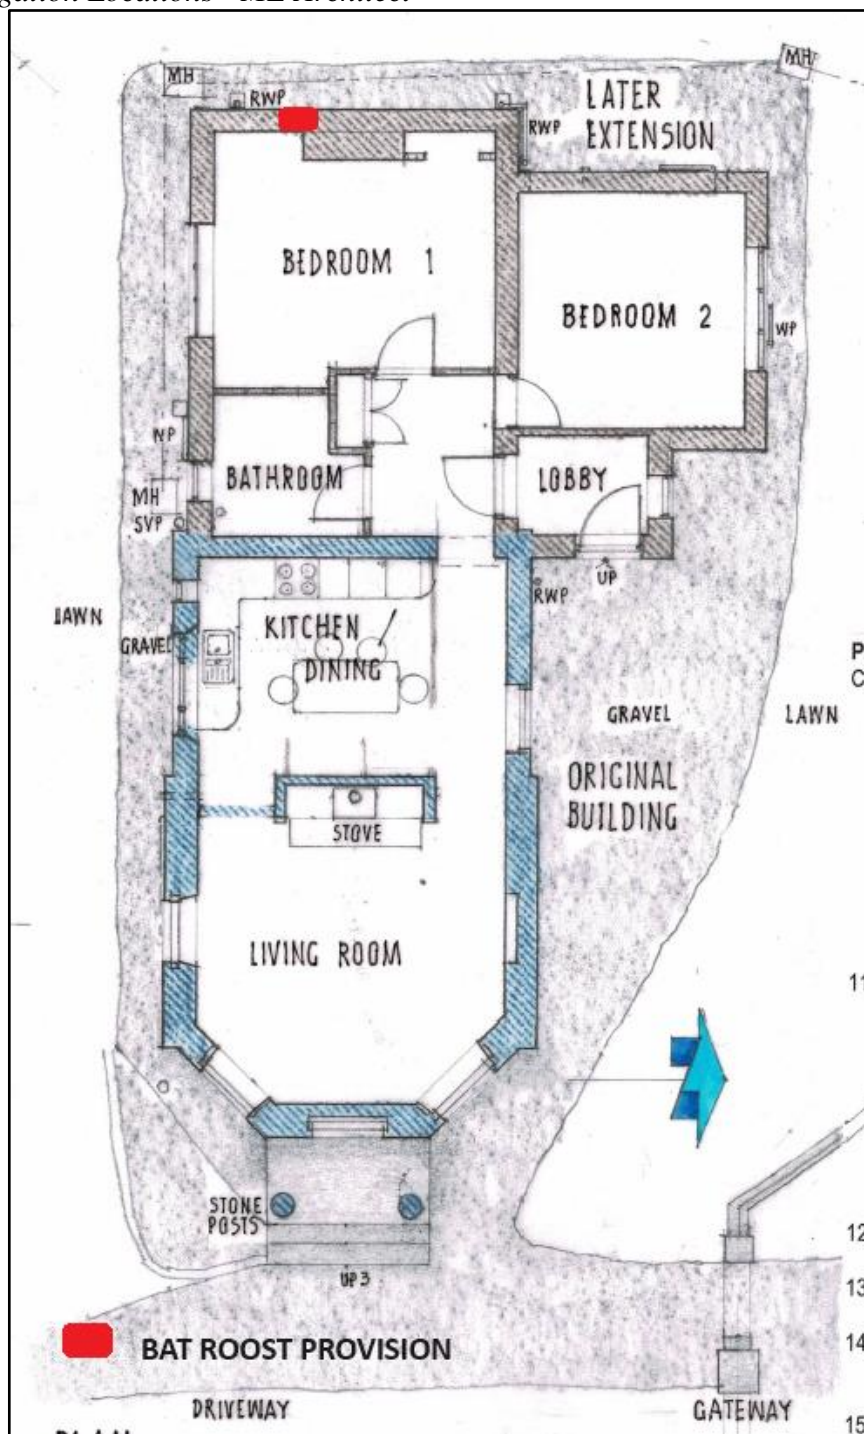 MH
MH
RWP
LATER
EXTENSION
RWP
BEDROOM 1
BEDROOM 2
WP
BATHROOM
LOBBY
MH
SVP
UP
RWP
LAWN
KITCHEN
GRAVEL
DINING
P
C
GRAVEL
LAWN
ORIGINAL
BUILDING
STOVE
LIVING ROOM
11
STONE
POSTS
12
UP 3
13
BAT ROOST PROVISION
14
DRIVEWAY
GATEWAY
15